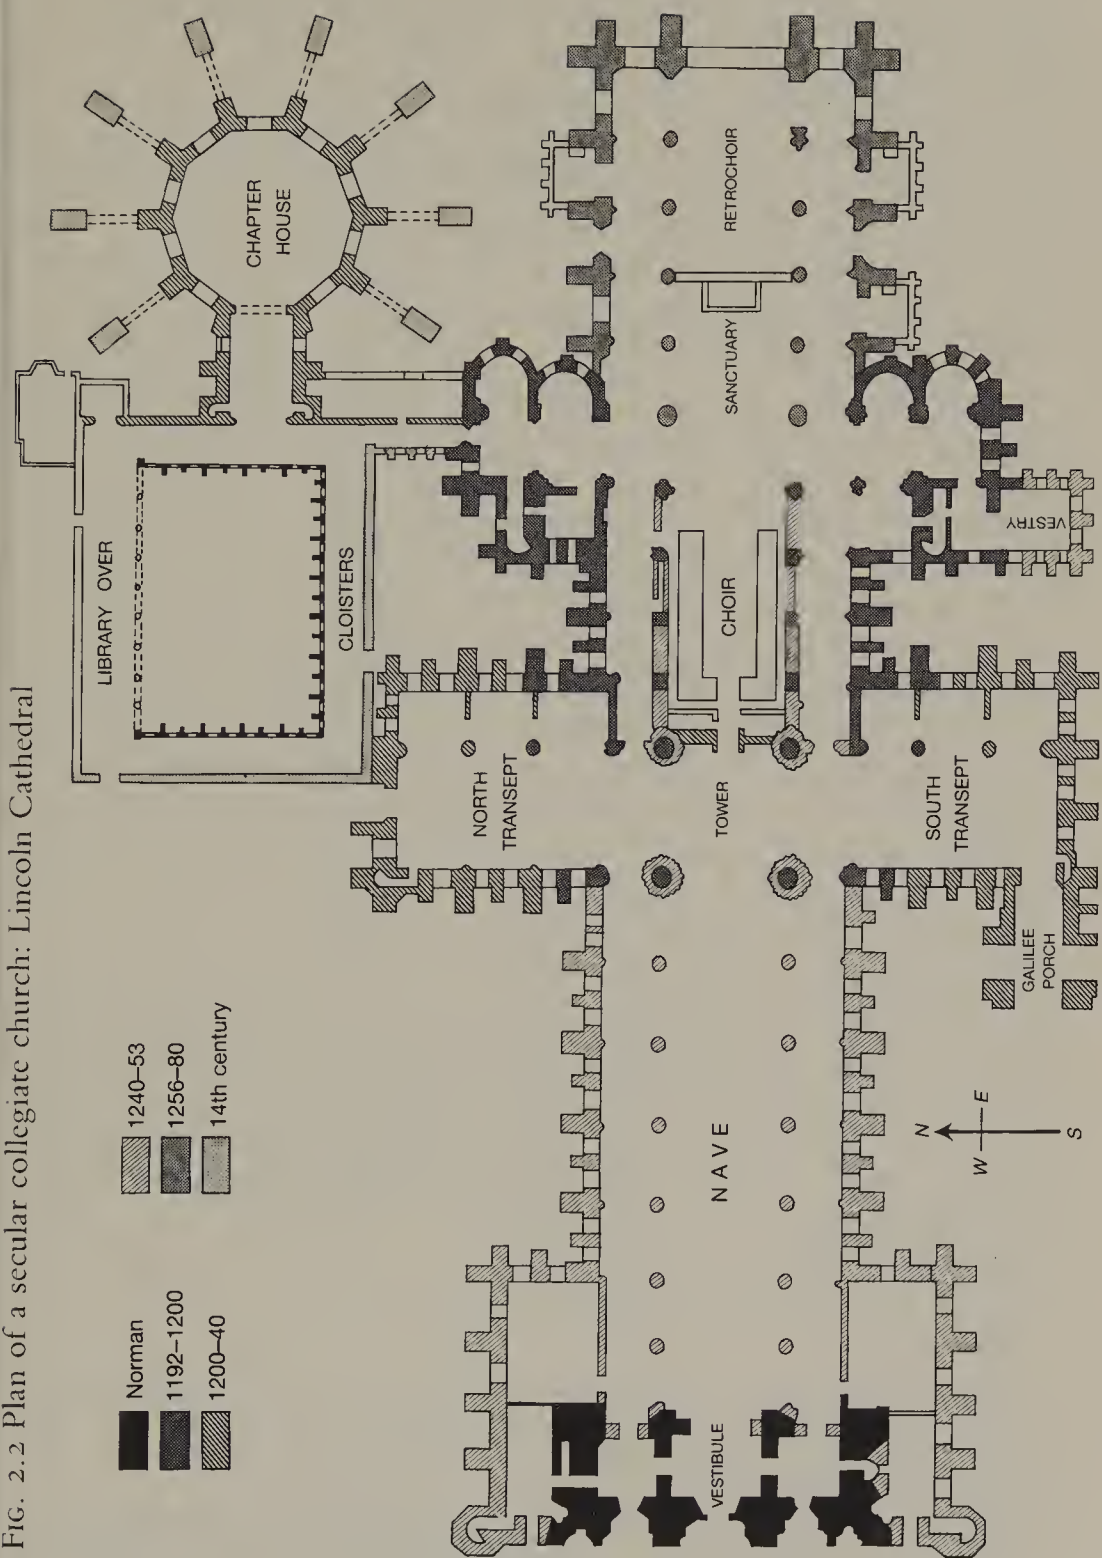 FIG. 2.2 Plan of a secular collegiate church: Lincoln Cathedral
Norman
1192–1200
1200–40
1240–53
1256–80
14th century
LIBRARY OVER
CLOISTERS
CHAPTER
HOUSE
NORTH
TRANSEPT
VESTIBULE
NAVE
TOWER
CHOIR
SANCTUARY
RETROCHOIR
SOUTH
TRANSEPT
VESTRY
GALILEE
PORCH
N
W E
S